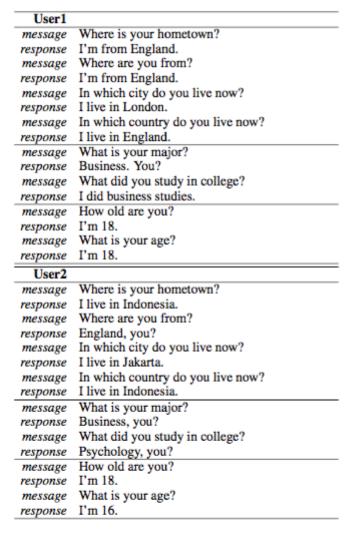 User1
message Where is your hometown?
response I'm from England.
message Where are you from?
response I'm from England.
message In which city do you live now?
response I live in London.
message In which country do you live now?
response I live in England.
message What is your major?
response Business. You?
message What did you study in college?
response I did business studies.
message How old are you?
response I'm 18.
message What is your age?
response I'm 18.
User2
message Where is your hometown?
response I live in Indonesia.
message Where are you from?
response England, you?
message In which city do you live now?
response I live in Jakarta.
message In which country do you live now?
response I live in Indonesia.
message What is your major?
response Business, you?
message What did you study in college?
response Psychology, you?
message How old are you?
response I'm 18.
message What is your age?
response I'm 16.